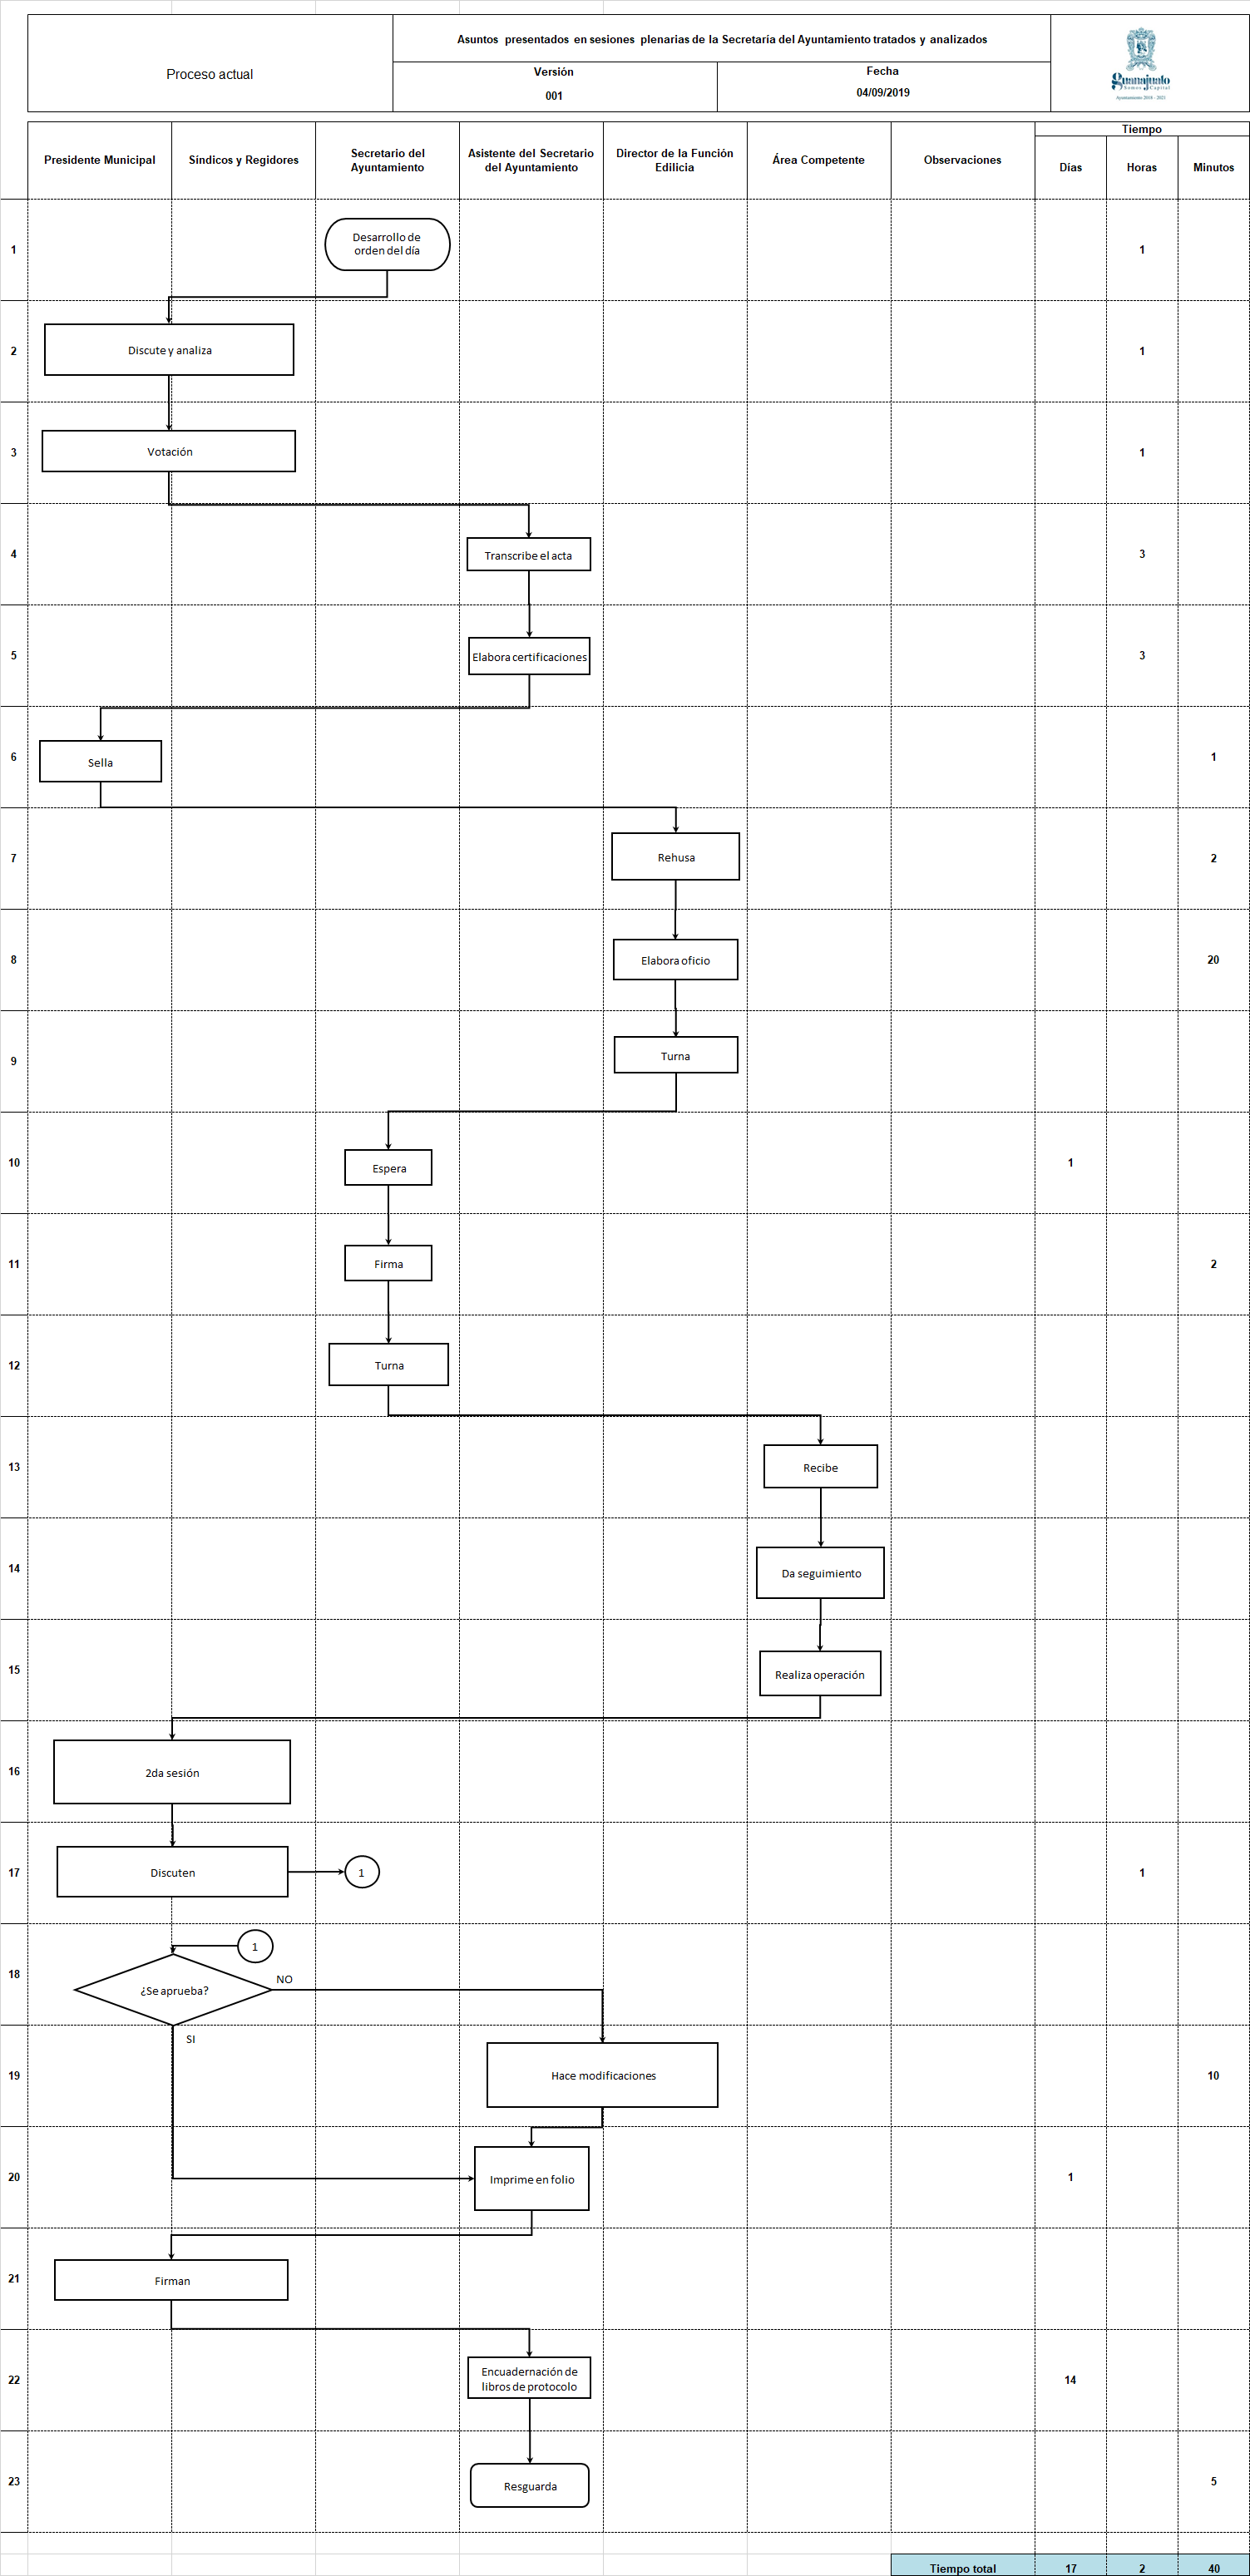 Proceso actual
Asuntos presentados en sesiones plenarias de la Secretaría del Ayuntamiento tratados y analizados
Versión
Fecha
001
04/09/2019
guanajuato
Somos Capital
Ayuntamiento 2018 - 2021
Presidente Municipal
Síndicos y Regidores
Secretario del
Ayuntamiento
Asistente del Secretario
del Ayuntamiento
Director de la Función
Edilicia
Área Competente
Observaciones
Tiempo
Días
Horas
Minutos
1
Desarrollo de
orden del día
1
2
Discute y analiza
1
3
Votación
1
4
Transcribe el acta
3
5
Elabora certificaciones
3
6
Sella
1
7
Rehusa
2
8
Elabora oficio
20
9
Turna
10
Espera
1
11
Firma
2
12
Turna
13
Recibe
14
Da seguimiento
15
Realiza operación
16
2da sesión
17
Discuten
1
1
18
1
¿Se aprueba?
NO
SI
19
Hace modificaciones
10
20
Imprime en folio
1
21
Firman
22
Encuadernación de
libros de protocolo
14
23
Resguarda
5
Tiempo total
17
2
40